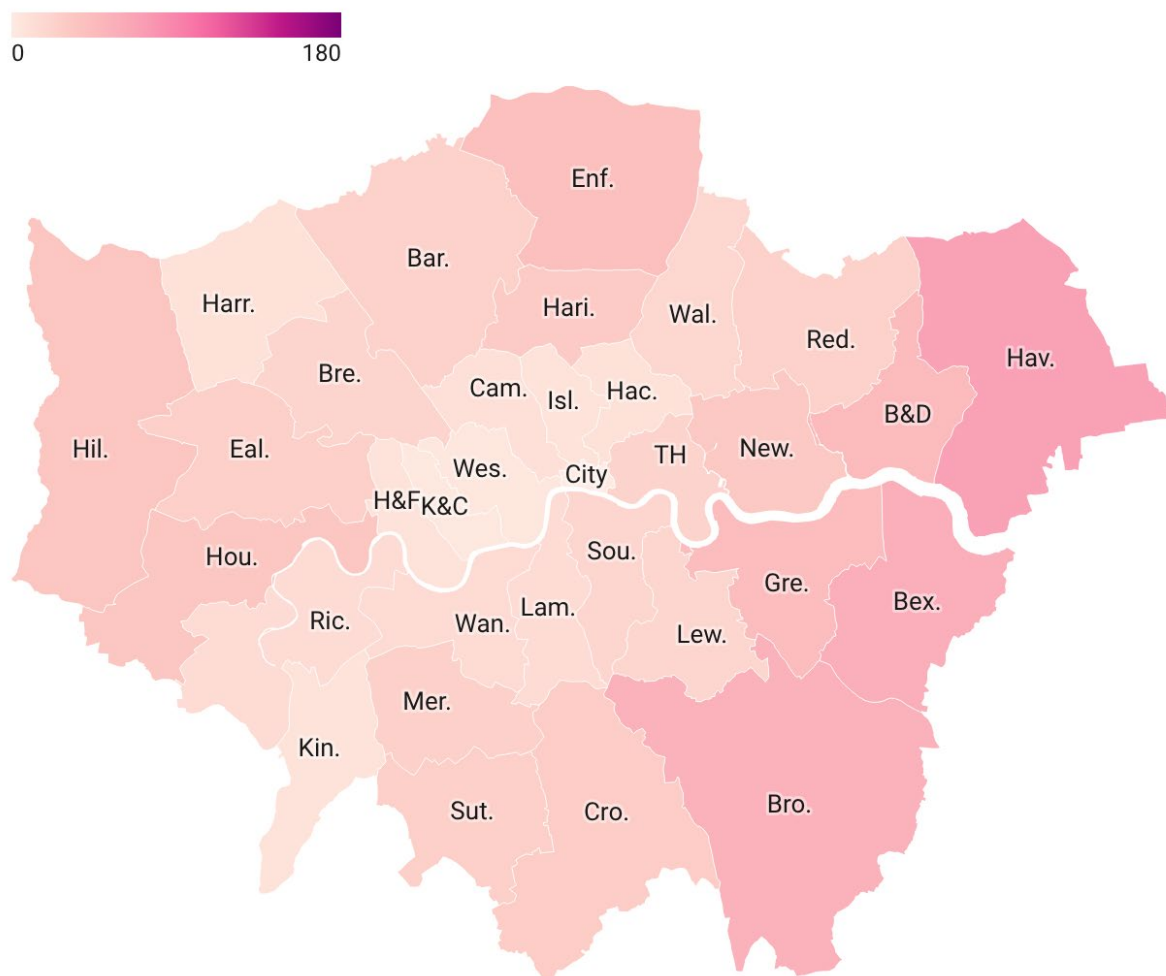 0 180
Enf.
Bar.
Harr.
Hari.
Wal.
Red.
Hav.
Bre.
Cam.
Isl.
Hac.
B&D
Hil.
Eal.
Wes.
City
TH
New.
H&F
K&C
Hou.
Sou.
Gre.
Bex.
Ric.
Wan.
Lam.
Lew.
Mer.
Kin.
Sut.
Cro.
Bro.